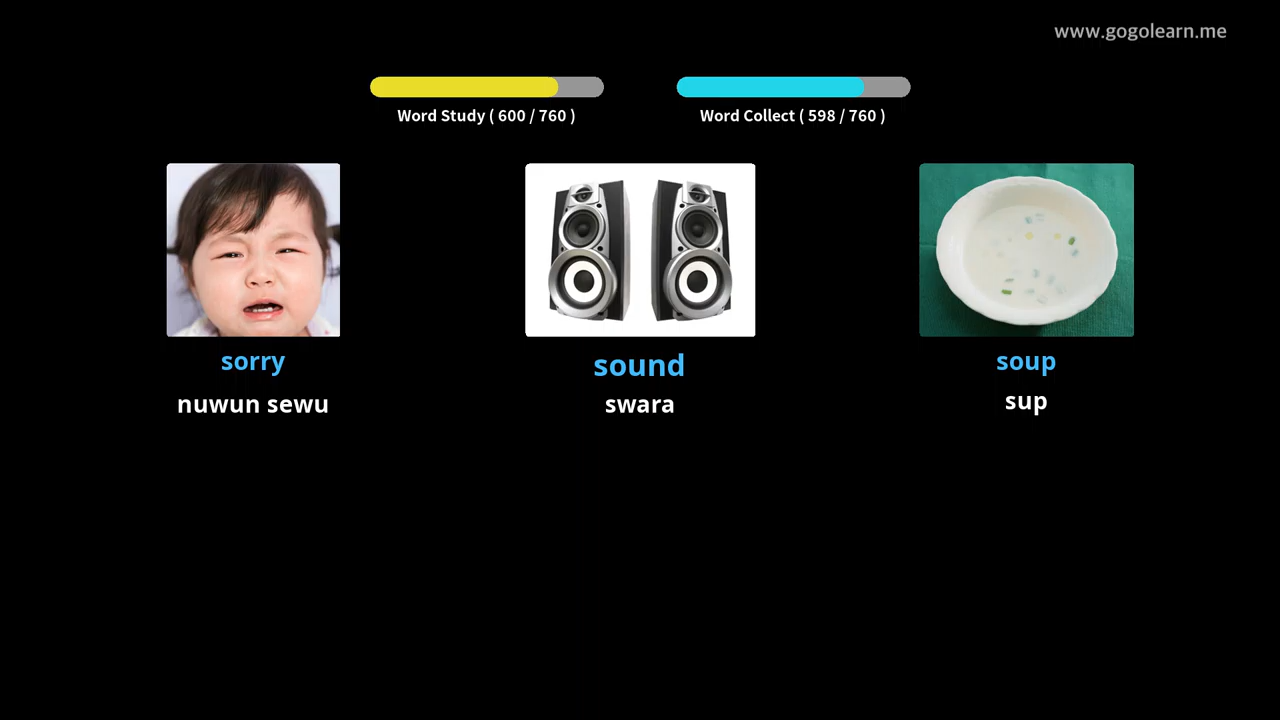 www.gogolearn.me
Word Study ( 600 / 760 )
Word Collect ( 598 / 760 )
sorry
nuwun sewu
sound
swara
soup
sup